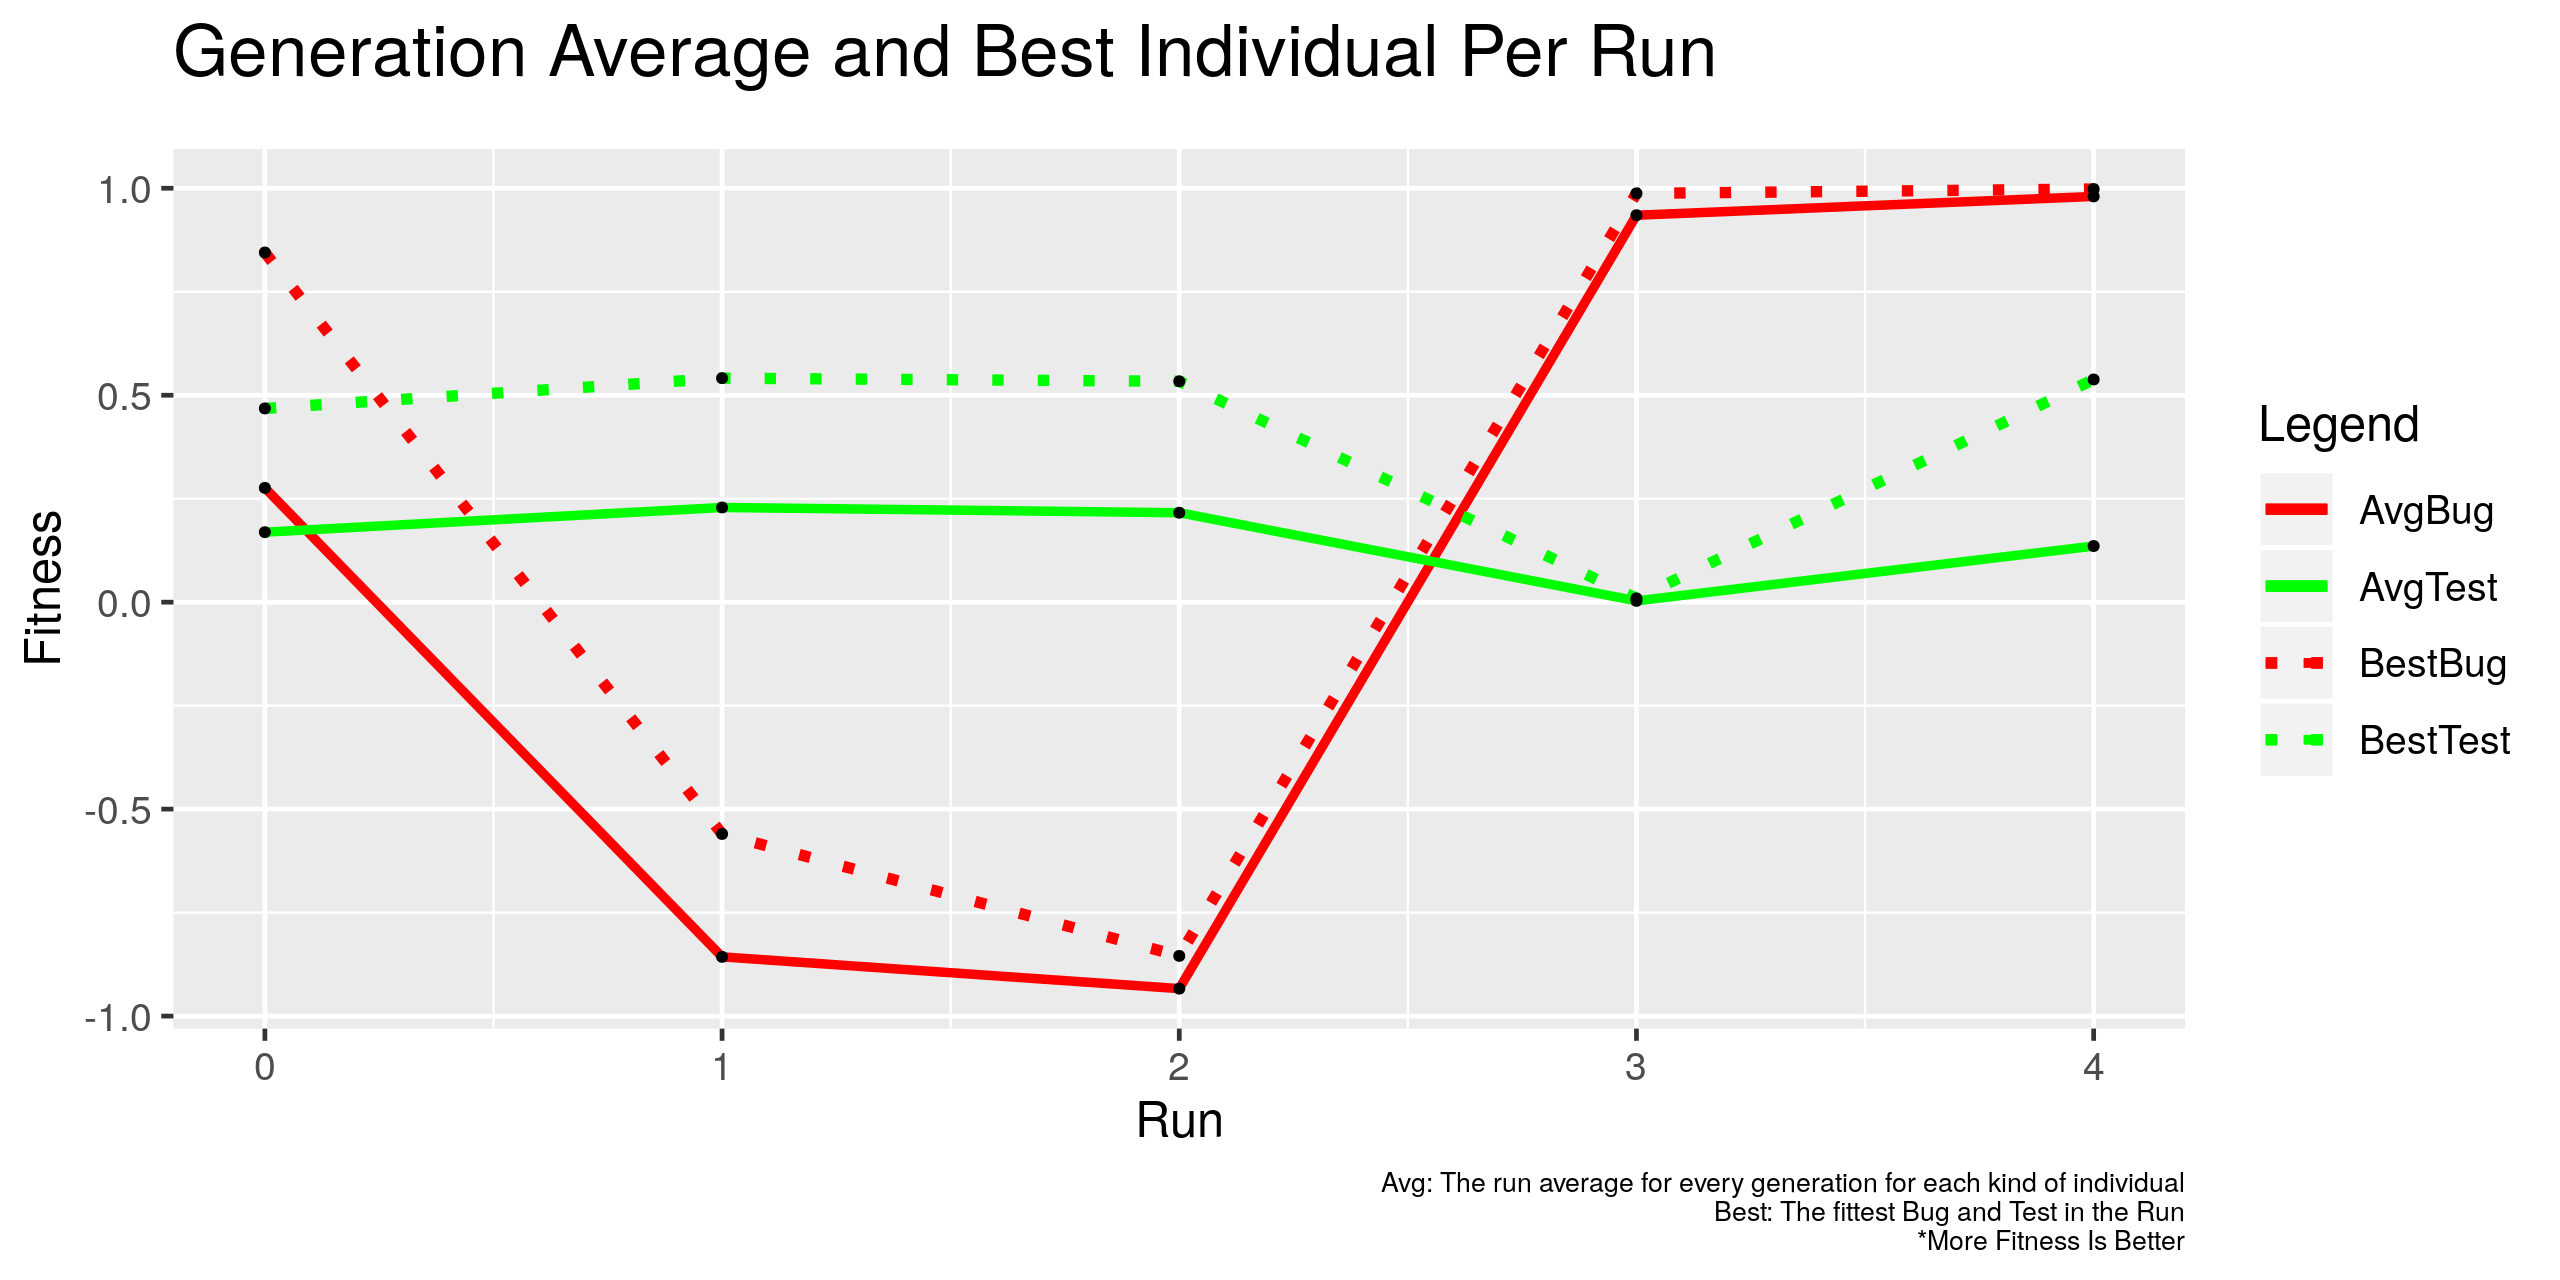 Generation Average and Best Individual Per Run
Fitness
1.0
0.5
0.0
-0.5
-1.0
0
1
2
3
4
Run
Legend
AvgBug
AvgTest
BestBug
BestTest
Avg: The run average for every generation for each kind of individual
Best: The fittest Bug and Test in the Run
*More Fitness Is Better